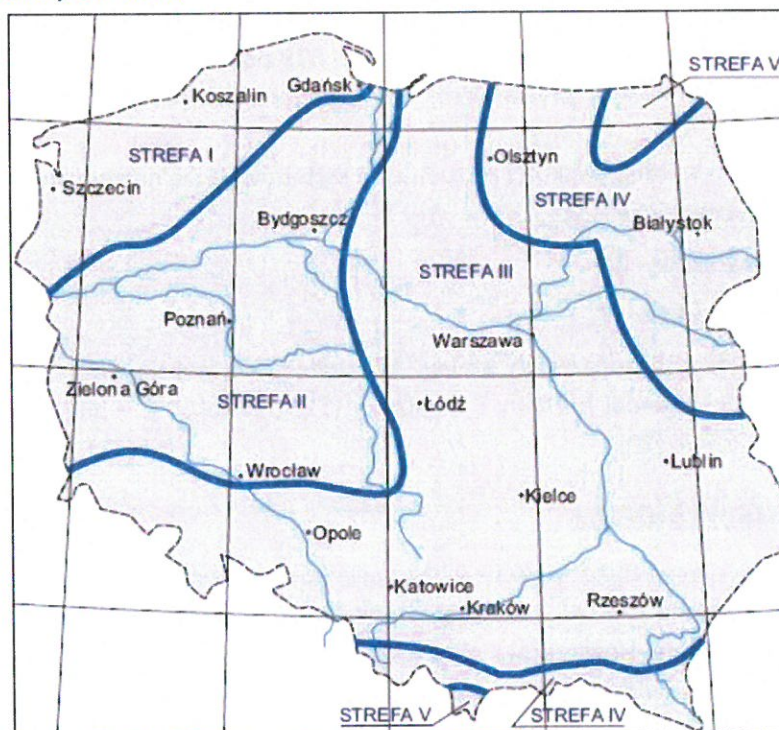 STREFA V
Gdańsk
Koszalin
Olsztyn
STREFA I
Szczecin
STREFA IV
Bydgoszcz
Białystok
STREFA III
Poznań
Warszawa
Zielona Góra
STREFA II
Łódź
Wrocław
Lublin
Kielce
Opole
Katowice
Kraków
Rzeszów
STREFA V
STREFA IV